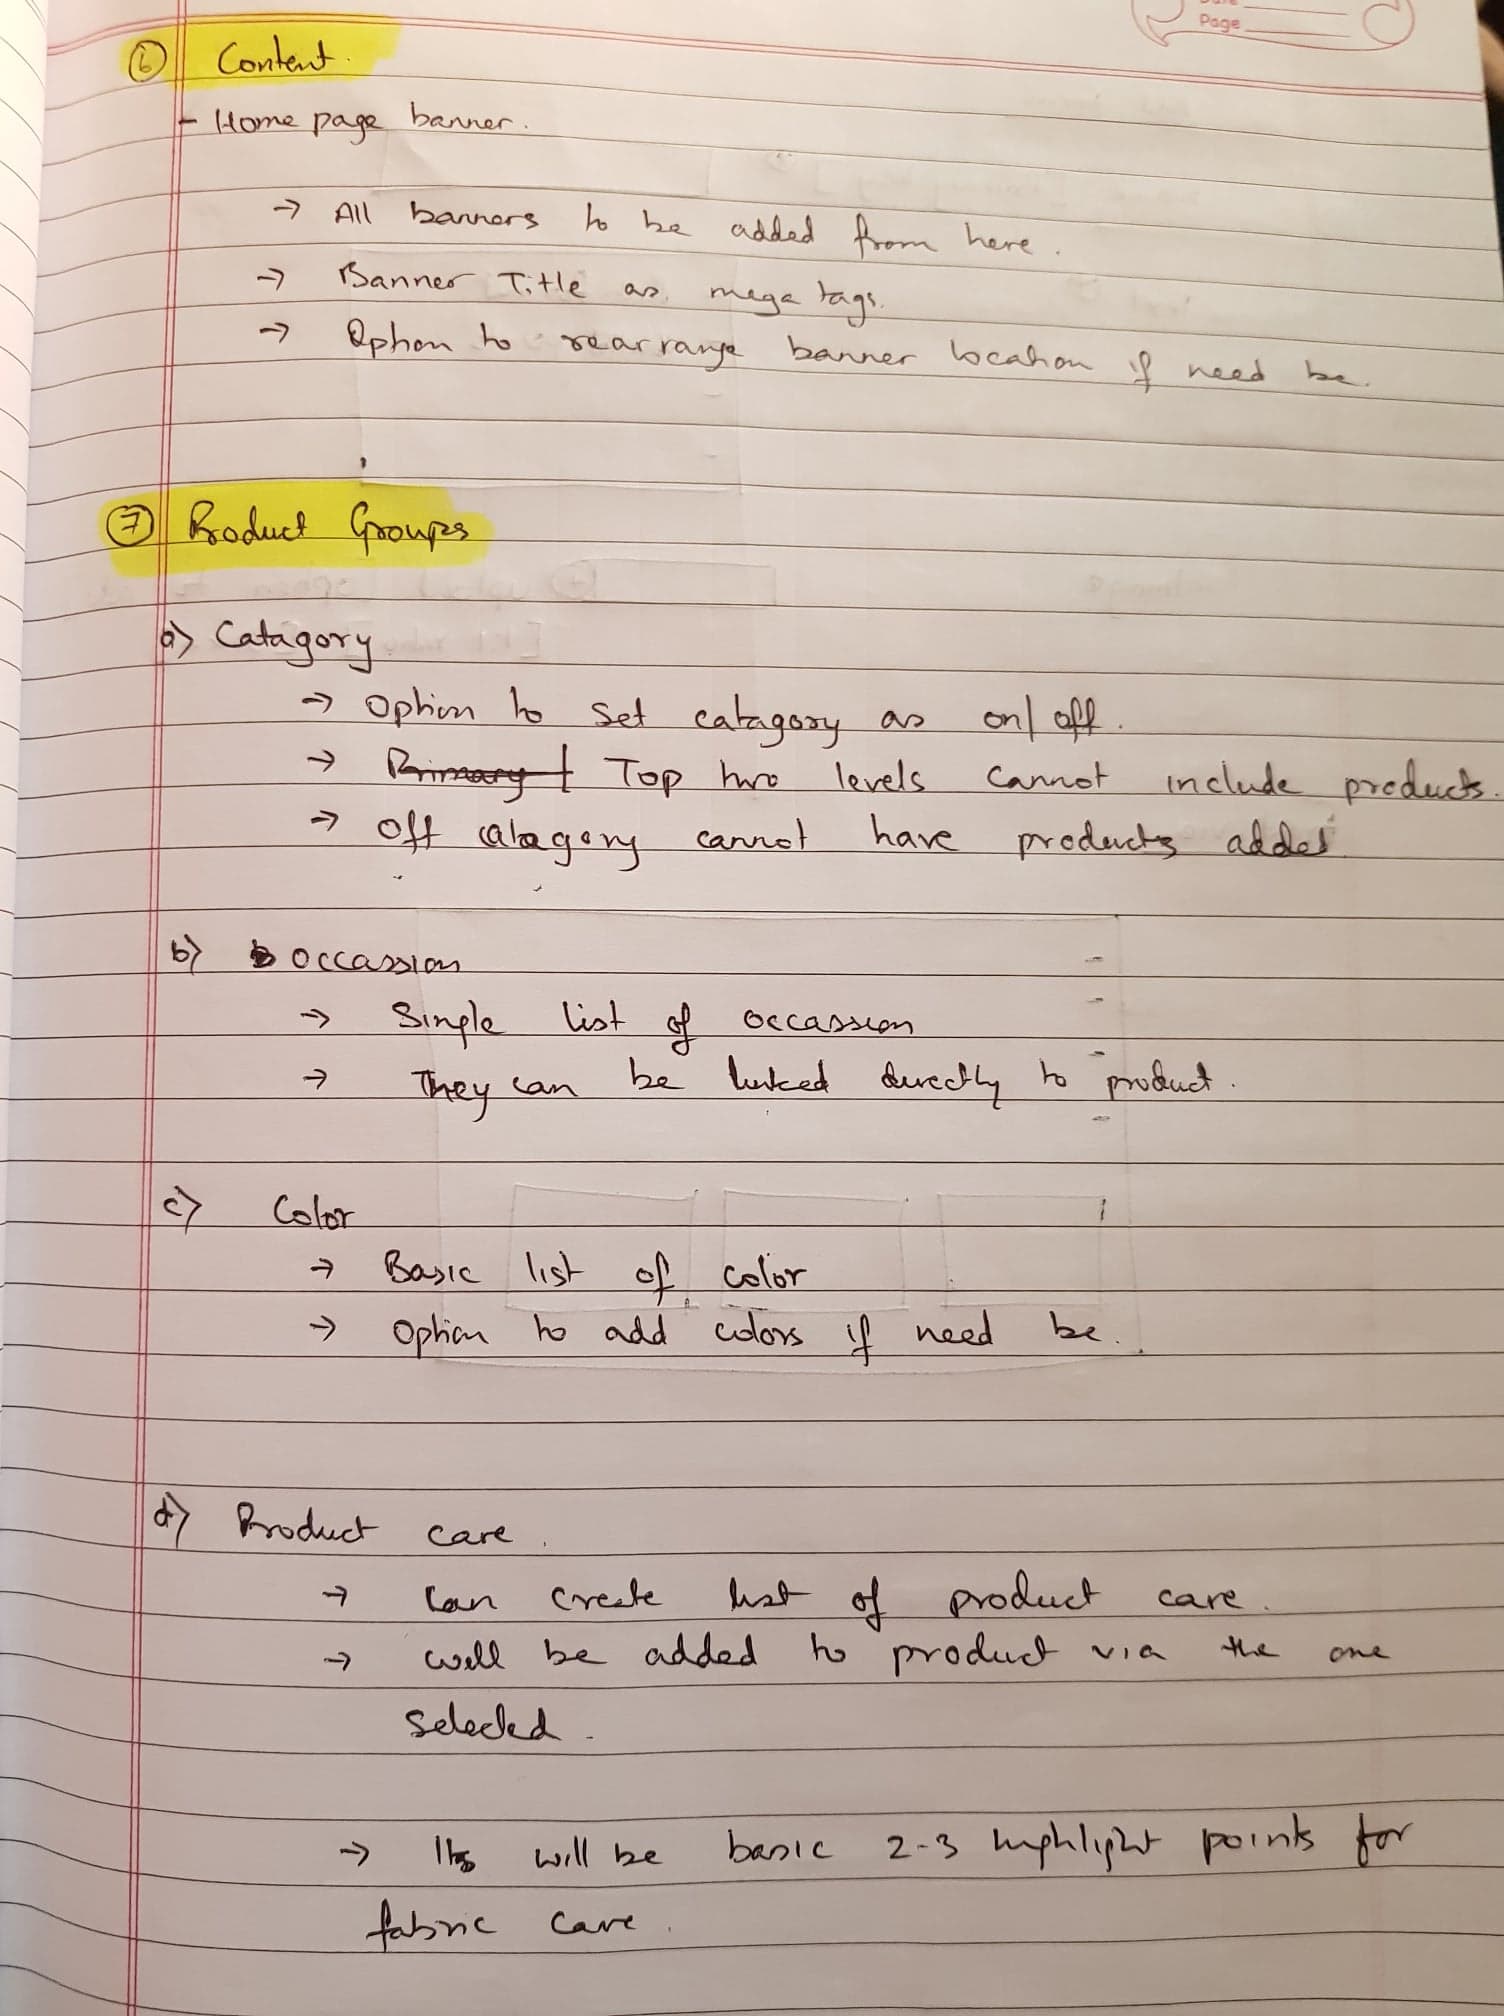 Page
⑥ Content.
- Home page banner.
→ All banners to be added from here.
→ Banner Title as mega tags.
→ Option to rearrange banner location if need be.
⑦ Product Groups
a) Catagory
→ Option to set catagory as on/off.
→ Primary Top two levels cannot include products.
→ Off catagory cannot have products added
b) Occassion
→ Simple list of occassion
→ They can be linked directly to product.
c) Color
→ Basic list of color
→ Option to add colors if need be.
d) Product care.
→ Can create list of product care.
→ will be added to product via the one
selected.
→ Its will be basic 2-3 highlight points for
fabric care.